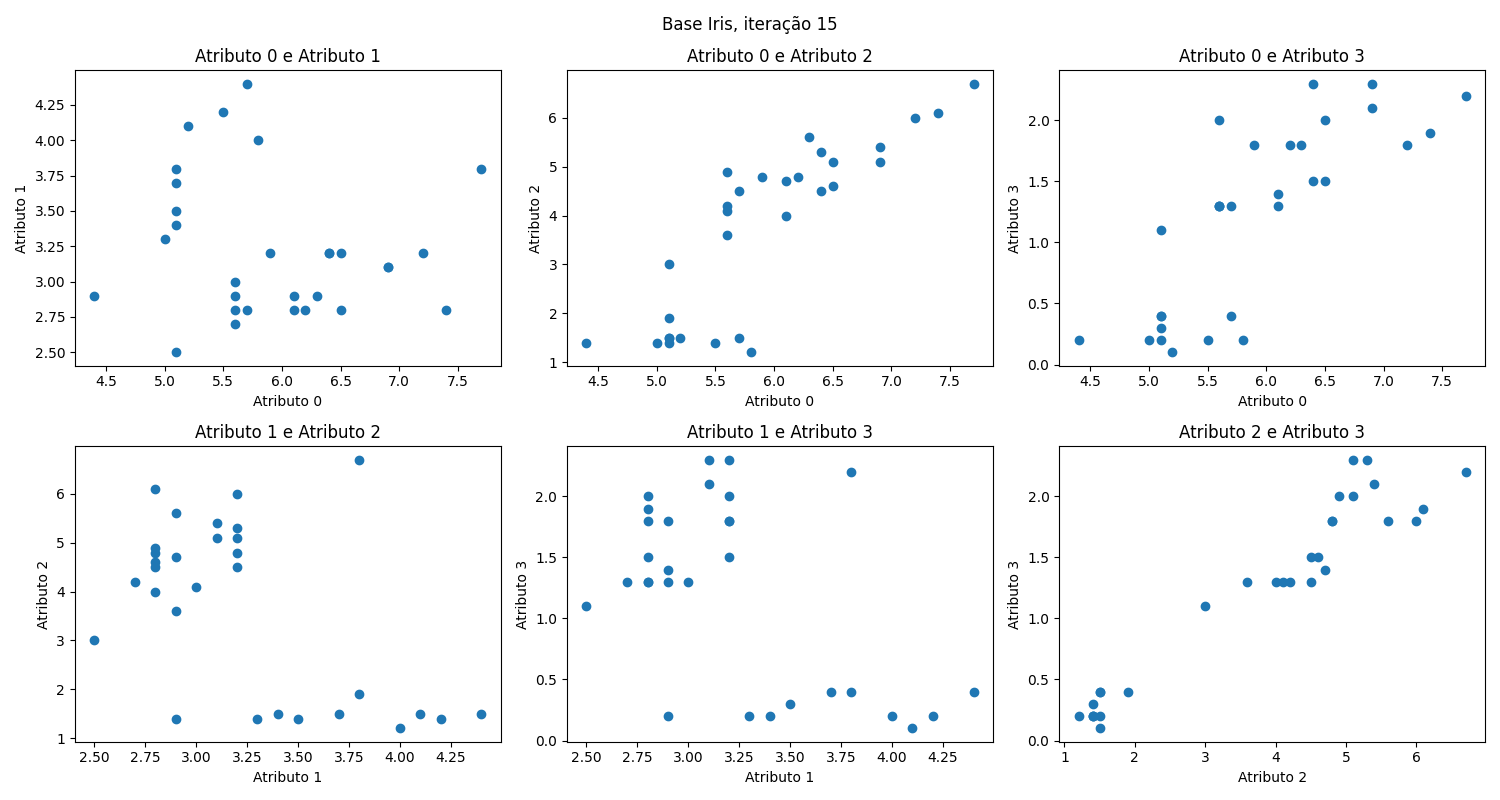 Base Iris, iteração 15
Atributo 0 e Atributo 1
Atributo 1
4.25
4.00
3.75
3.50
3.25
3.00
2.75
2.50
4.5 5.0 5.5 6.0 6.5 7.0 7.5
Atributo 0
Atributo 0 e Atributo 2
Atributo 2
6
5
4
3
2
1
4.5 5.0 5.5 6.0 6.5 7.0 7.5
Atributo 0
Atributo 0 e Atributo 3
Atributo 3
2.0
1.5
1.0
0.5
0.0
4.5 5.0 5.5 6.0 6.5 7.0 7.5
Atributo 0
Atributo 1 e Atributo 2
Atributo 2
6
5
4
3
2
1
2.50 2.75 3.00 3.25 3.50 3.75 4.00 4.25
Atributo 1
Atributo 1 e Atributo 3
Atributo 3
2.0
1.5
1.0
0.5
0.0
2.50 2.75 3.00 3.25 3.50 3.75 4.00 4.25
Atributo 1
Atributo 2 e Atributo 3
Atributo 3
2.0
1.5
1.0
0.5
0.0
1 2 3 4 5 6
Atributo 2